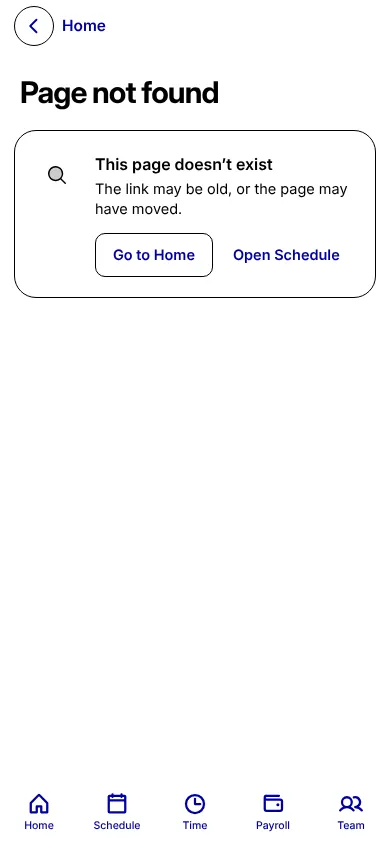 Home
Page not found
This page doesn’t exist
The link may be old, or the page may
have moved.
Go to Home
Open Schedule
Home
Schedule
Time
Payroll
Team